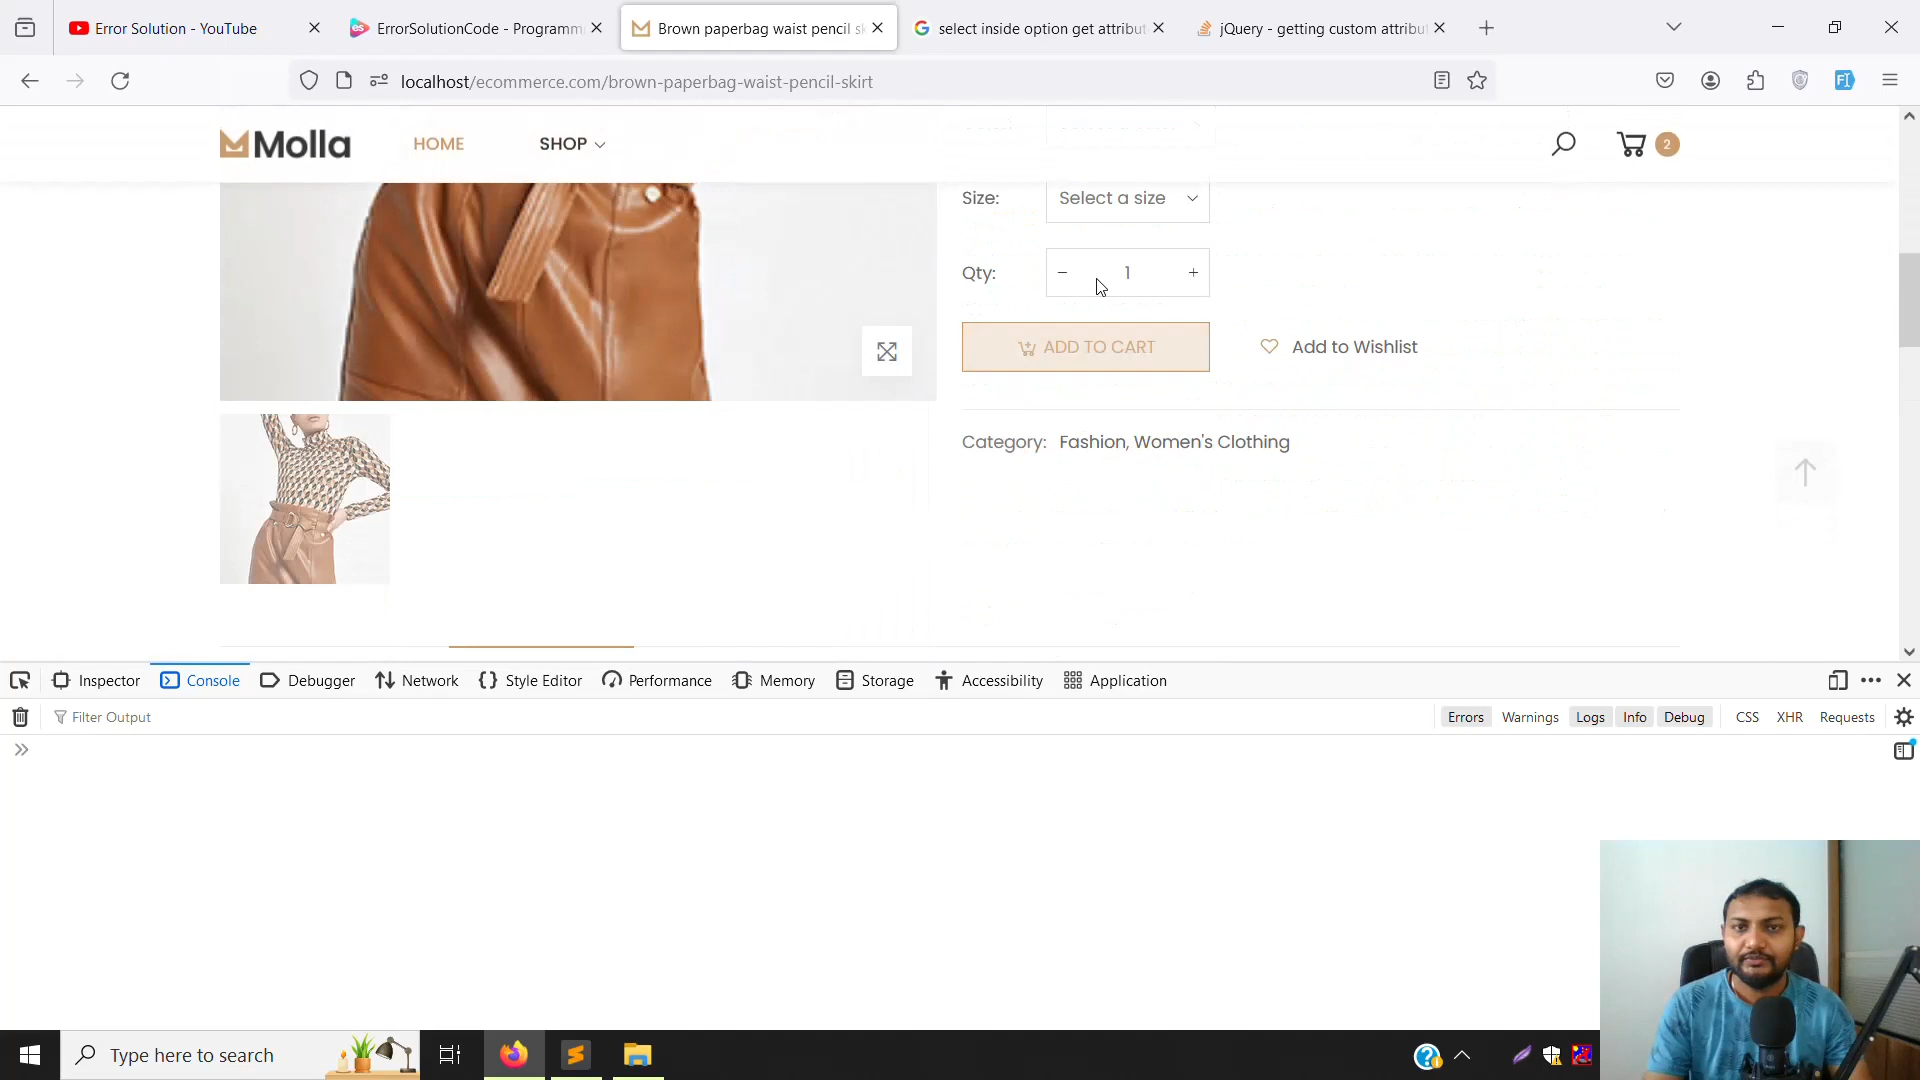 Error Solution - YouTube
ErrorSolutionCode - Programm
Brown paperbag waist pencil sk
select inside option get attribut
jQuery - getting custom attribut
localhost/ecommerce.com/brown-paperbag-waist-pencil-skirt
Molla
HOME
SHOP
2
Size:
Select a size
Qty:
1
ADD TO CART
Add to Wishlist
Category: Fashion, Women's Clothing
Inspector
Console
Debugger
Network
Style Editor
Performance
Memory
Storage
Accessibility
Application
Filter Output
Errors
Warnings
Logs
Info
Debug
CSS
XHR
Requests
Type here to search